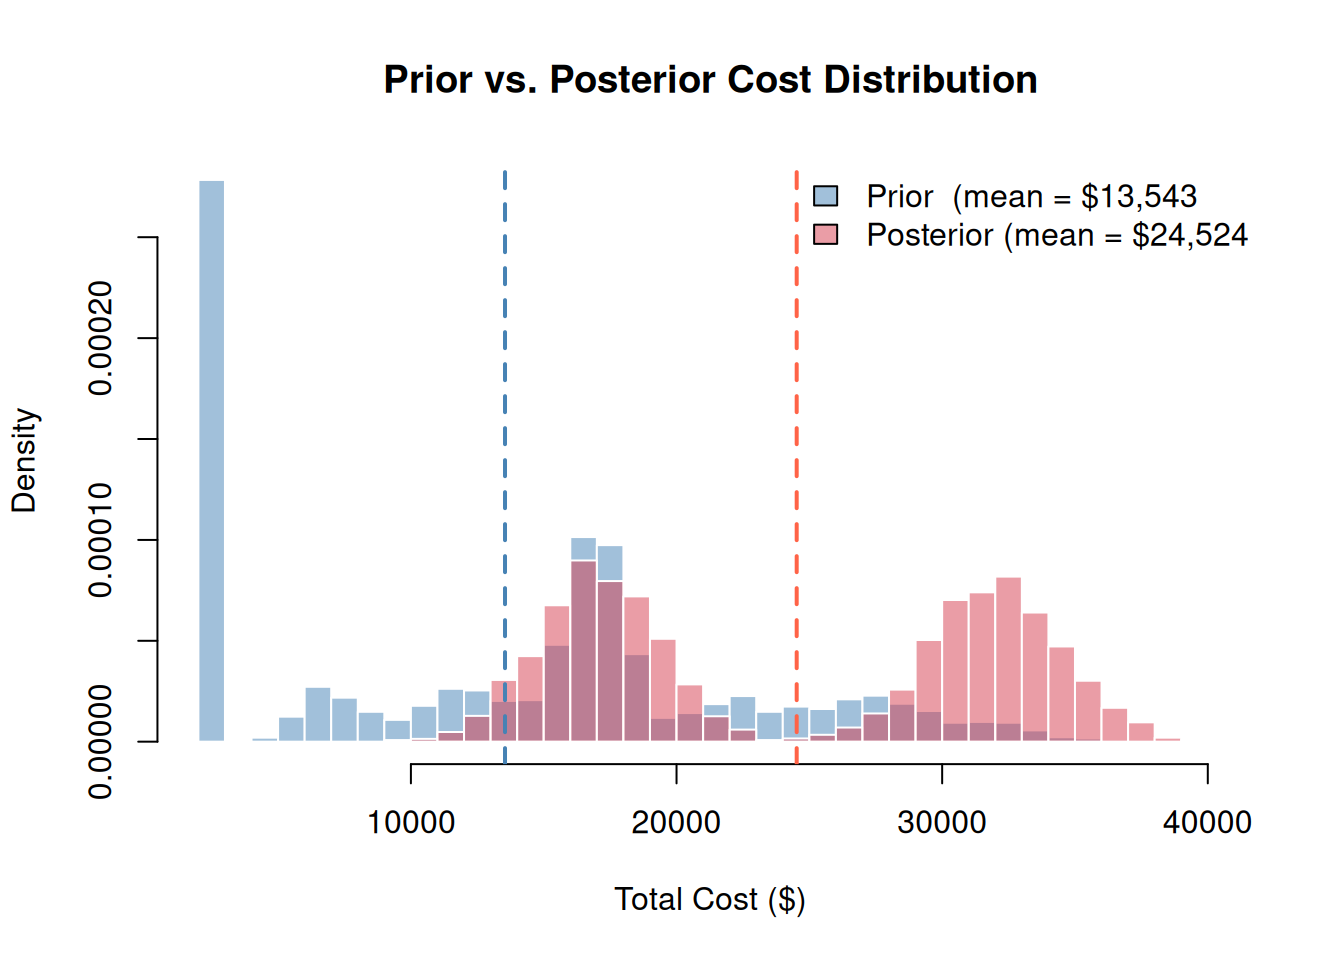 Prior vs. Posterior Cost Distribution
Prior  (mean = $13,543
Posterior (mean = $24,524
Density
0.00020
0.00010
0.00000
10000 20000 30000 40000
Total Cost ($)